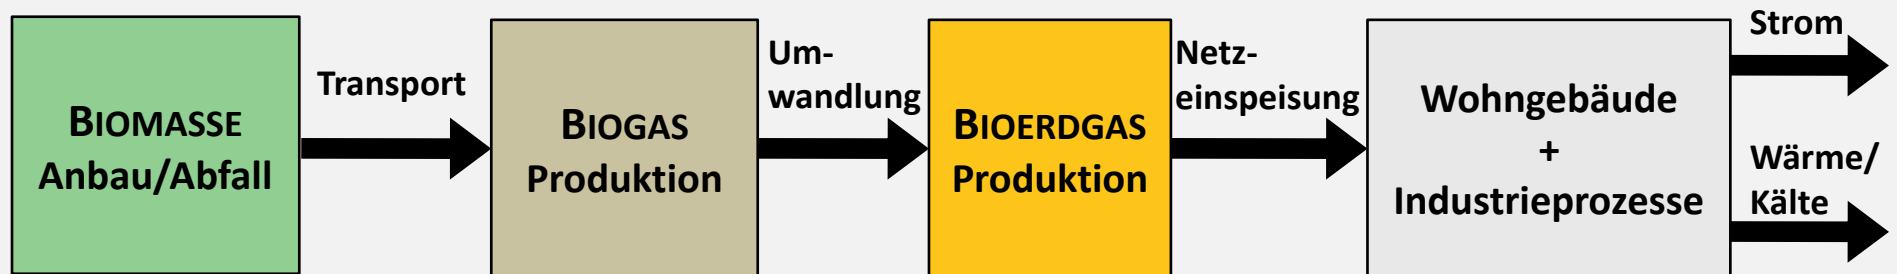 BIOMASSE
Anbau/Abfall
Transport
BIOGAS
Produktion
Um-
wandlung
BIOERDGAS
Produktion
Netz-
einspeisung
Wohngebäude
+
Industrieprozesse
Strom
Wärme/
Kälte